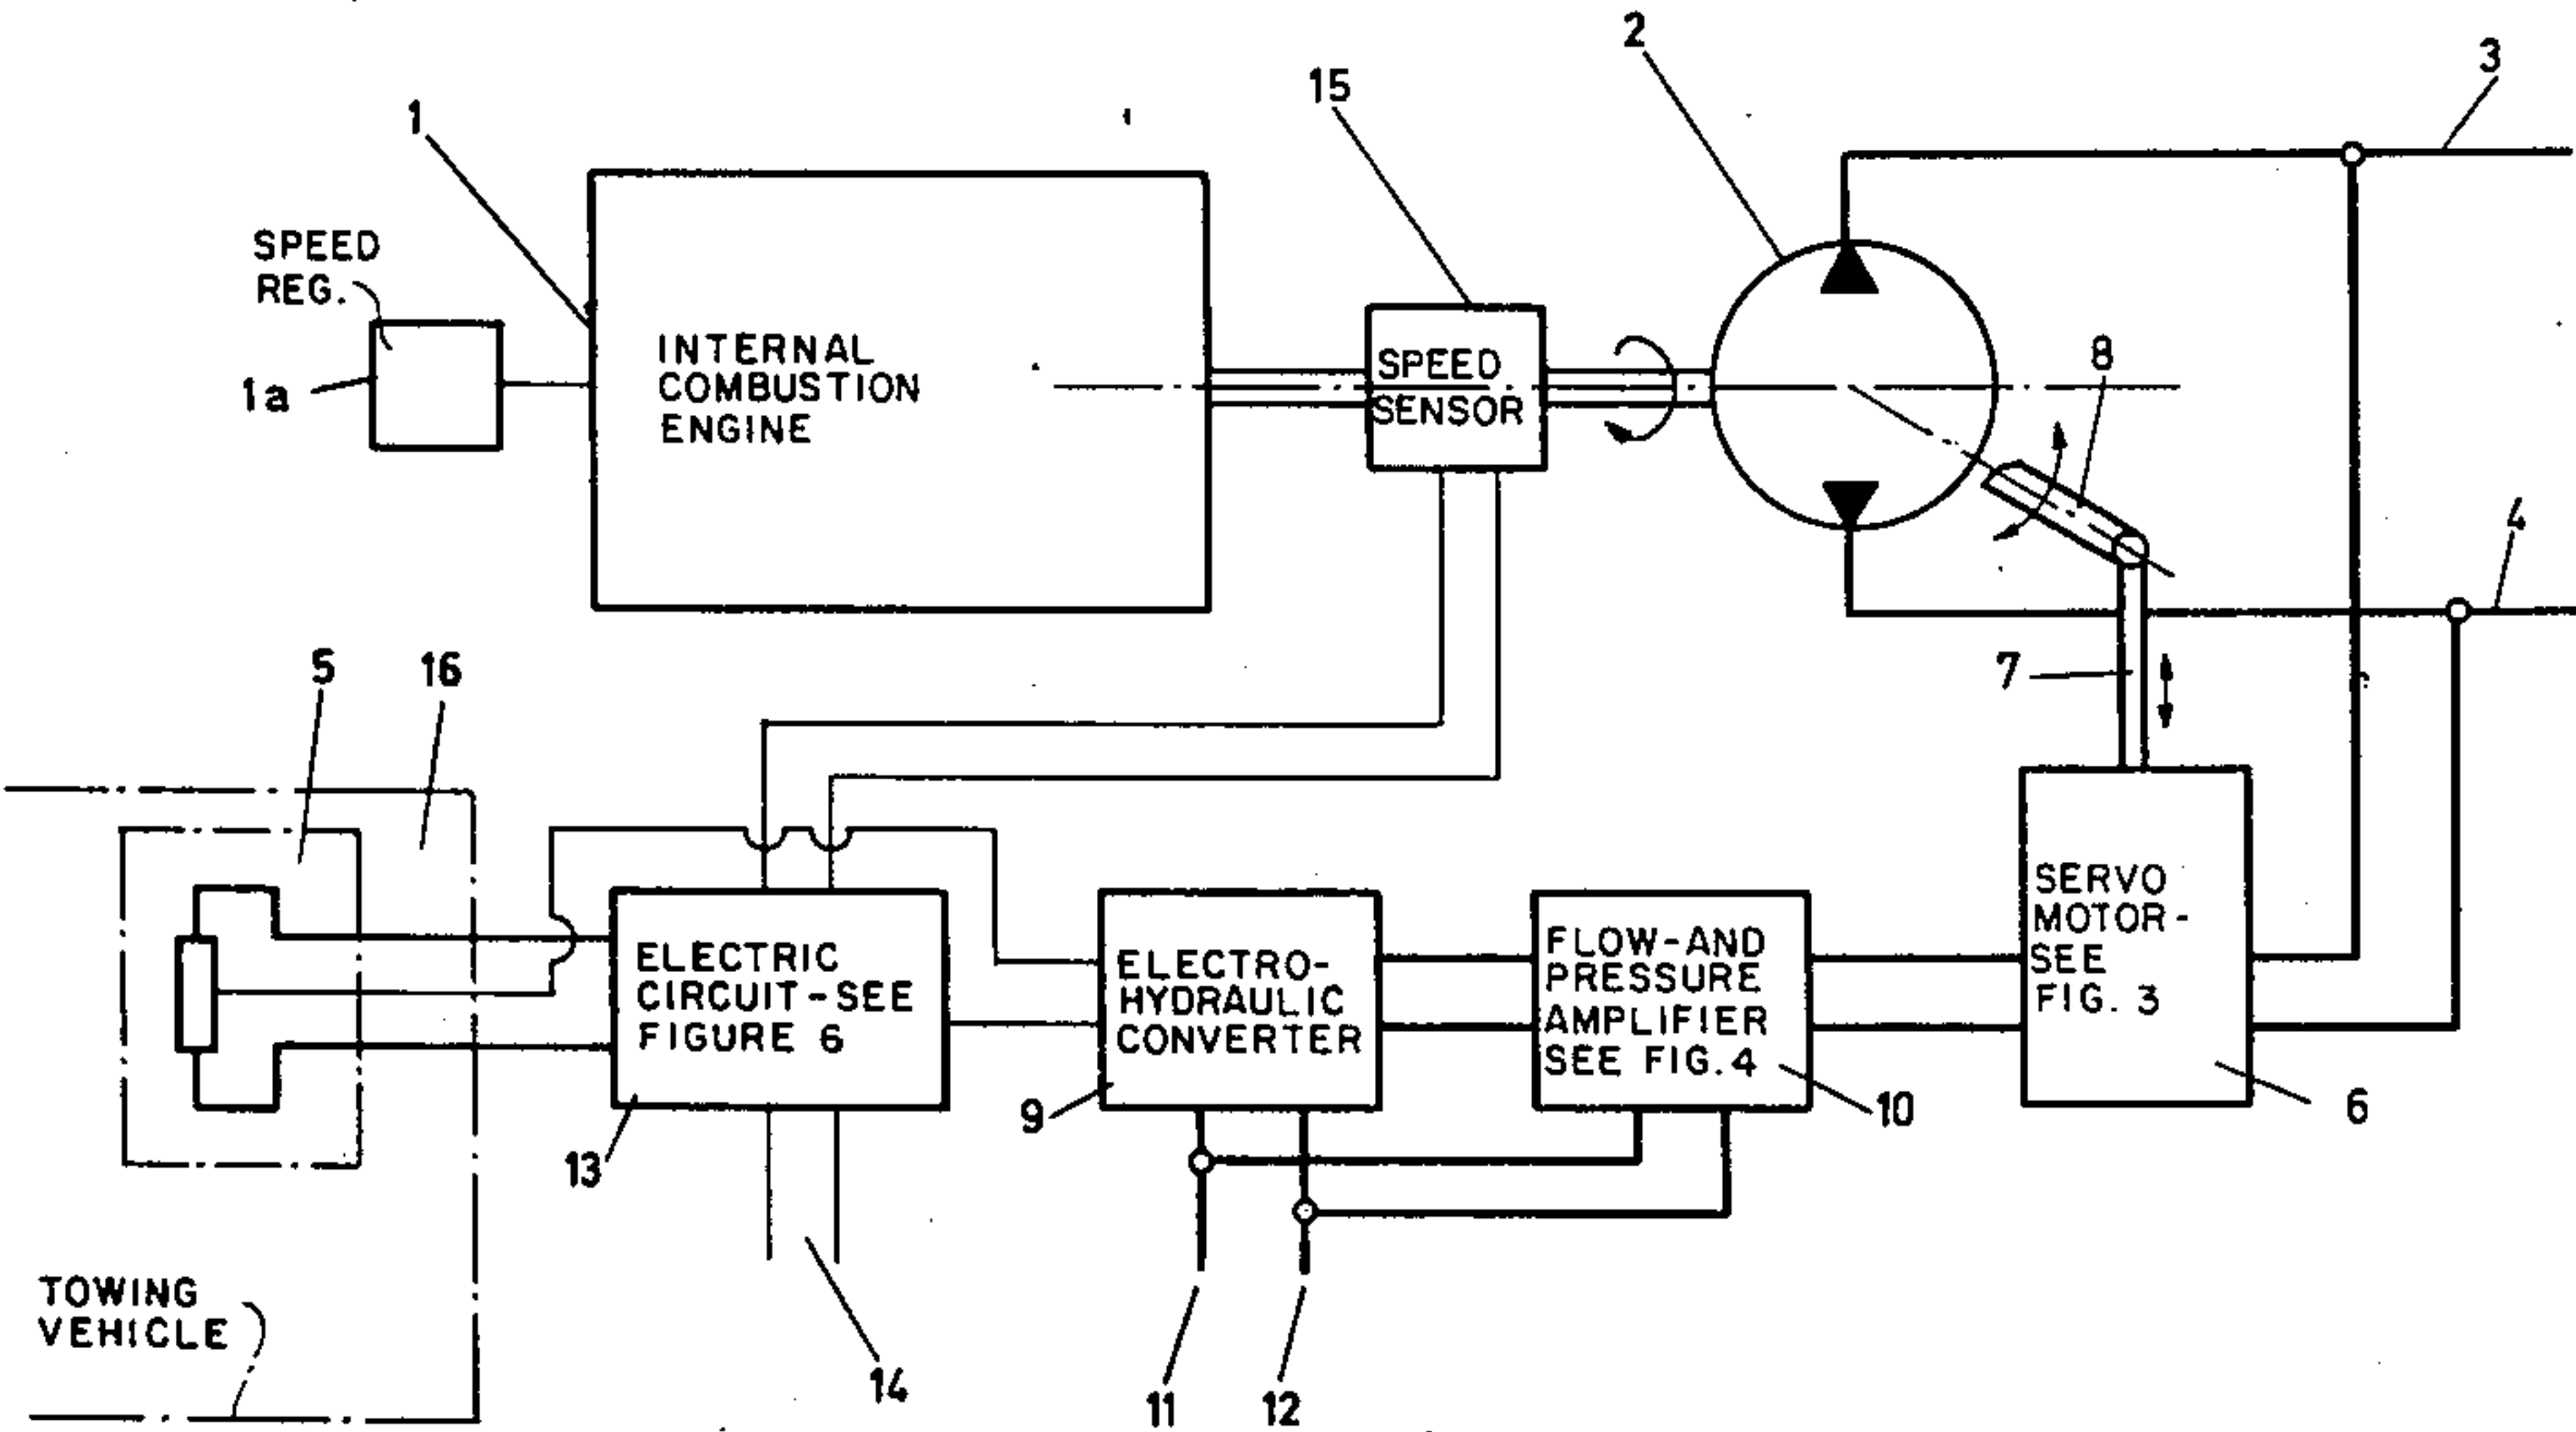 2
3
15
1
SPEED
REG.
1a
INTERNAL
COMBUSTION
ENGINE
SPEED
SENSOR
8
4
7
5
16
ELECTRIC
CIRCUIT-SEE
FIGURE 6
ELECTRO-
HYDRAULIC
CONVERTER
FLOW-AND
PRESSURE
AMPLIFIER
SEE FIG. 4
SERVO
MOTOR-
SEE
FIG. 3
9
10
6
13
TOWING
VEHICLE
14
11
12